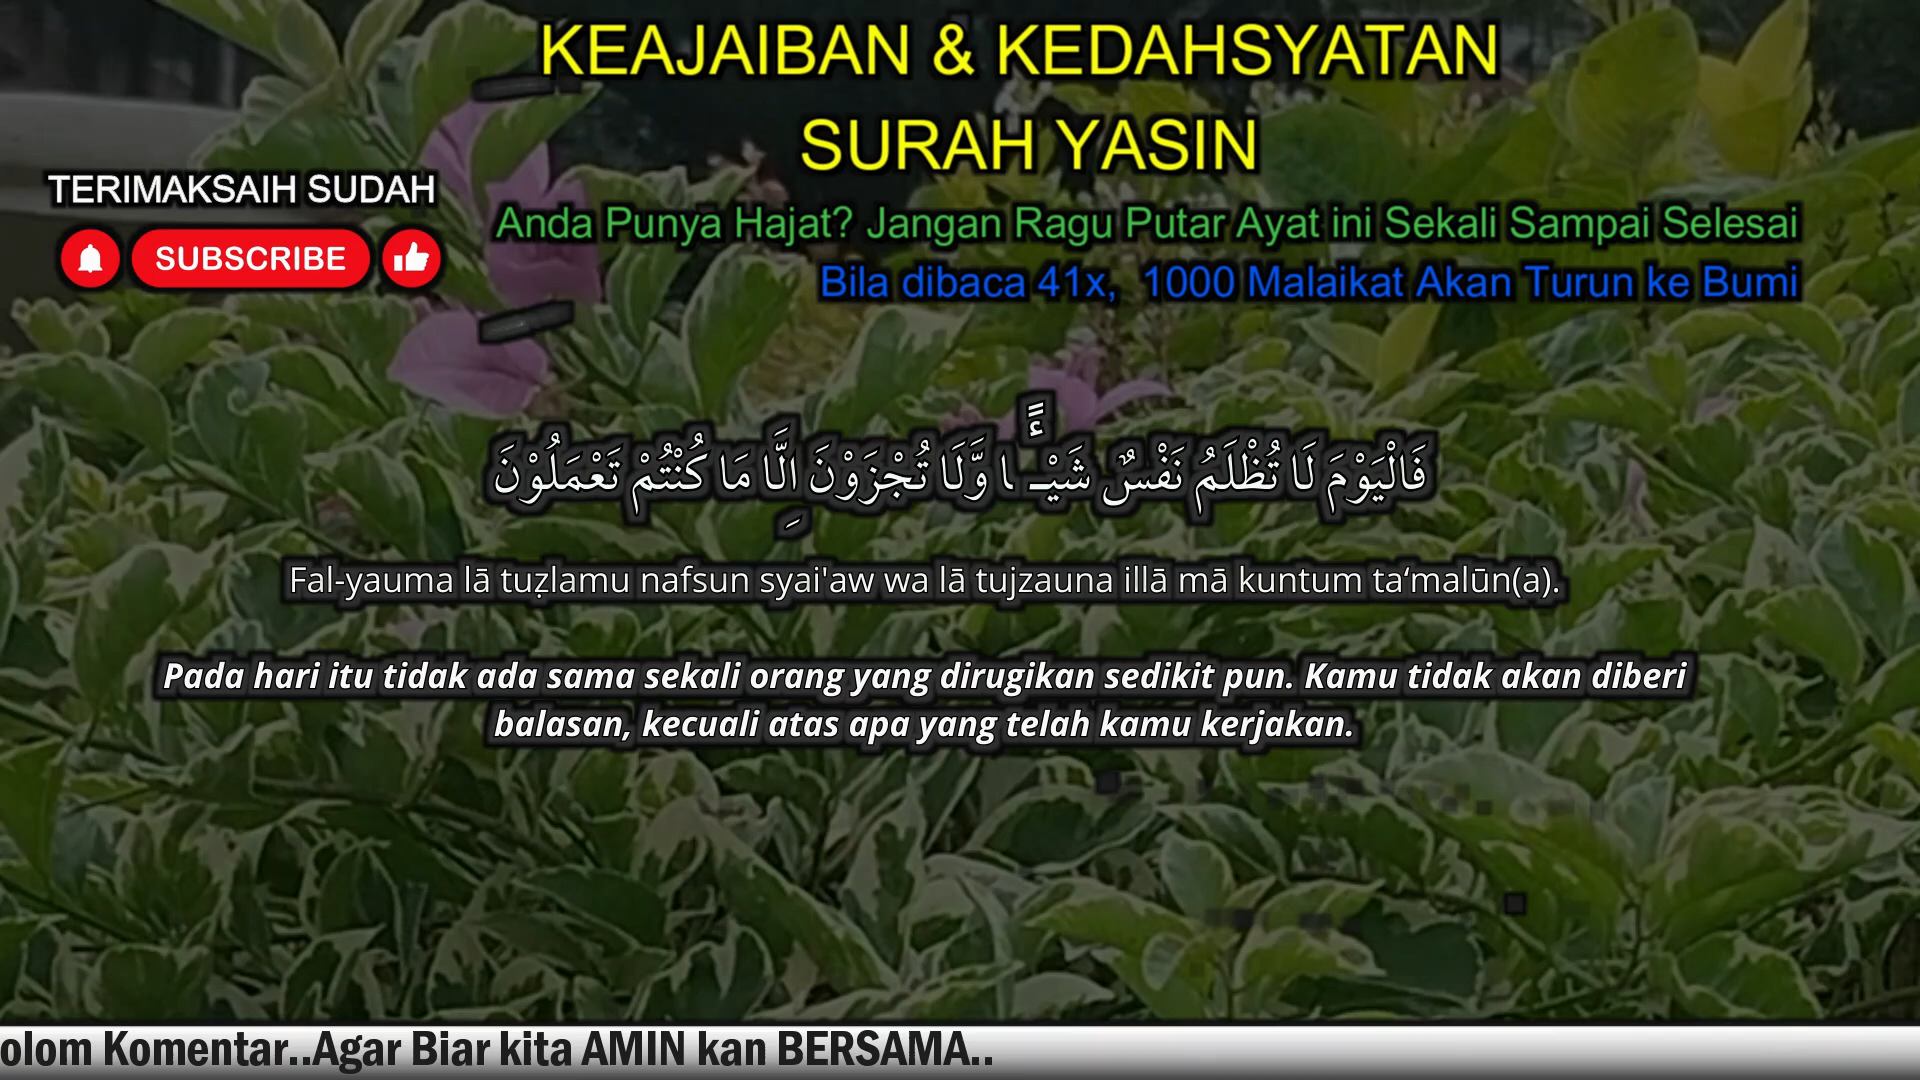 KEAJAIBAN & KEDAHSYATAN
SURAH YASIN
TERIMAKSAIH SUDAH
SUBSCRIBE
Anda Punya Hajat? Jangan Ragu Putar Ayat ini Sekali Sampai Selesai
Bila dibaca 41x, 1000 Malaikat Akan Turun ke Bumi
فَالْيَوْمَ لَا تُظْلَمُ نَفْسٌ شَيْـًٔا وَّلَا تُجْزَوْنَ اِلَّا مَا كُنْتُمْ تَعْمَلُوْنَ
Fal-yauma lā tuẓlamu nafsun syai'aw wa lā tujzauna illā mā kuntum ta‘malūn(a).
Pada hari itu tidak ada sama sekali orang yang dirugikan sedikit pun. Kamu tidak akan diberi
balasan, kecuali atas apa yang telah kamu kerjakan.
olom Komentar..Agar Biar kita AMIN kan BERSAMA..